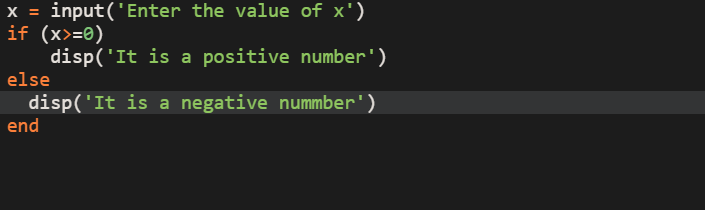 x = input('Enter the value of x')
if (x>=0)
    disp('It is a positive number')
else
  disp('It is a negative nummber')
end